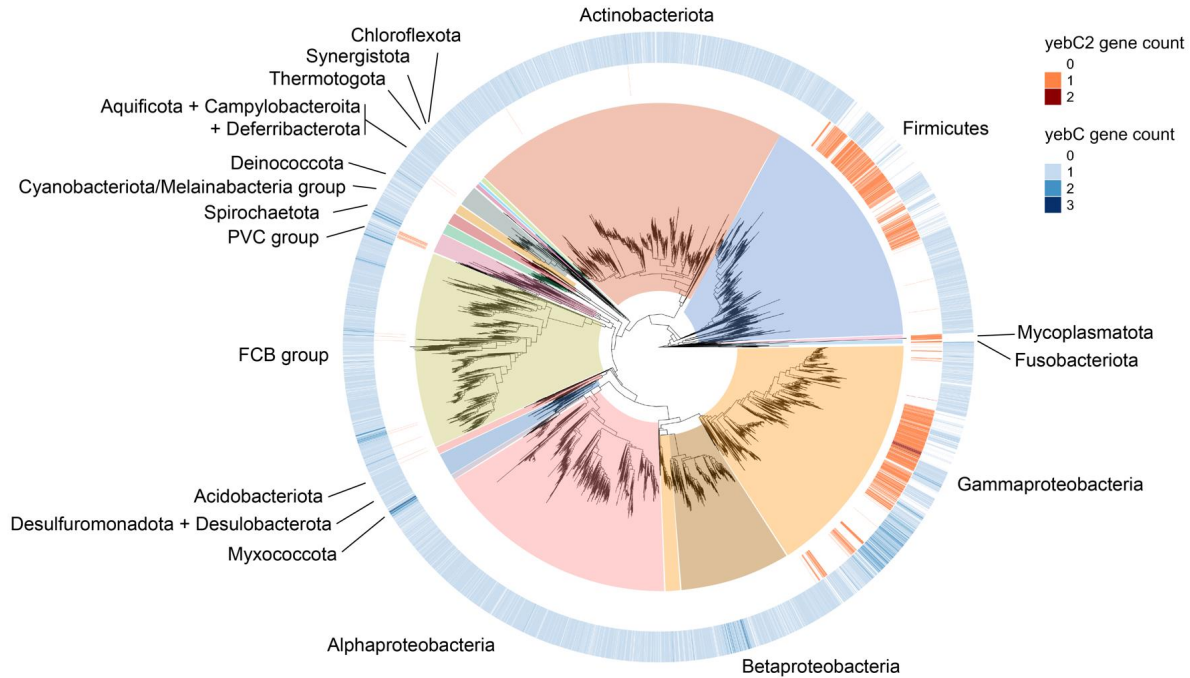 Actinobacteriota
Chloroflexota
Synergistota
Thermotogota
Aquificota + Campylobacteroita
+ Deferribacterota
Deinococcota
Cyanobacteriota/Melainabacteria group
Spirochaetota
PVC group
FCB group
Acidobacteriota
Desulfuromonadota + Desulobacterota
Myxococcota
Alphaproteobacteria
Betaproteobacteria
Gammaproteobacteria
Fusobacteriota
Mycoplasmatota
Firmicutes
yebC2 gene count
0
1
2
yebC gene count
0
1
2
3